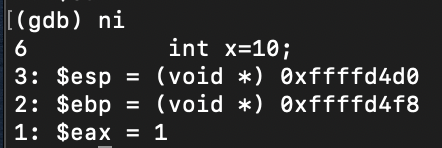 [(gdb) ni
6               int x=10;
3: $esp = (void *) 0xffffd4d0
2: $ebp = (void *) 0xffffd4f8
1: $eax = 1